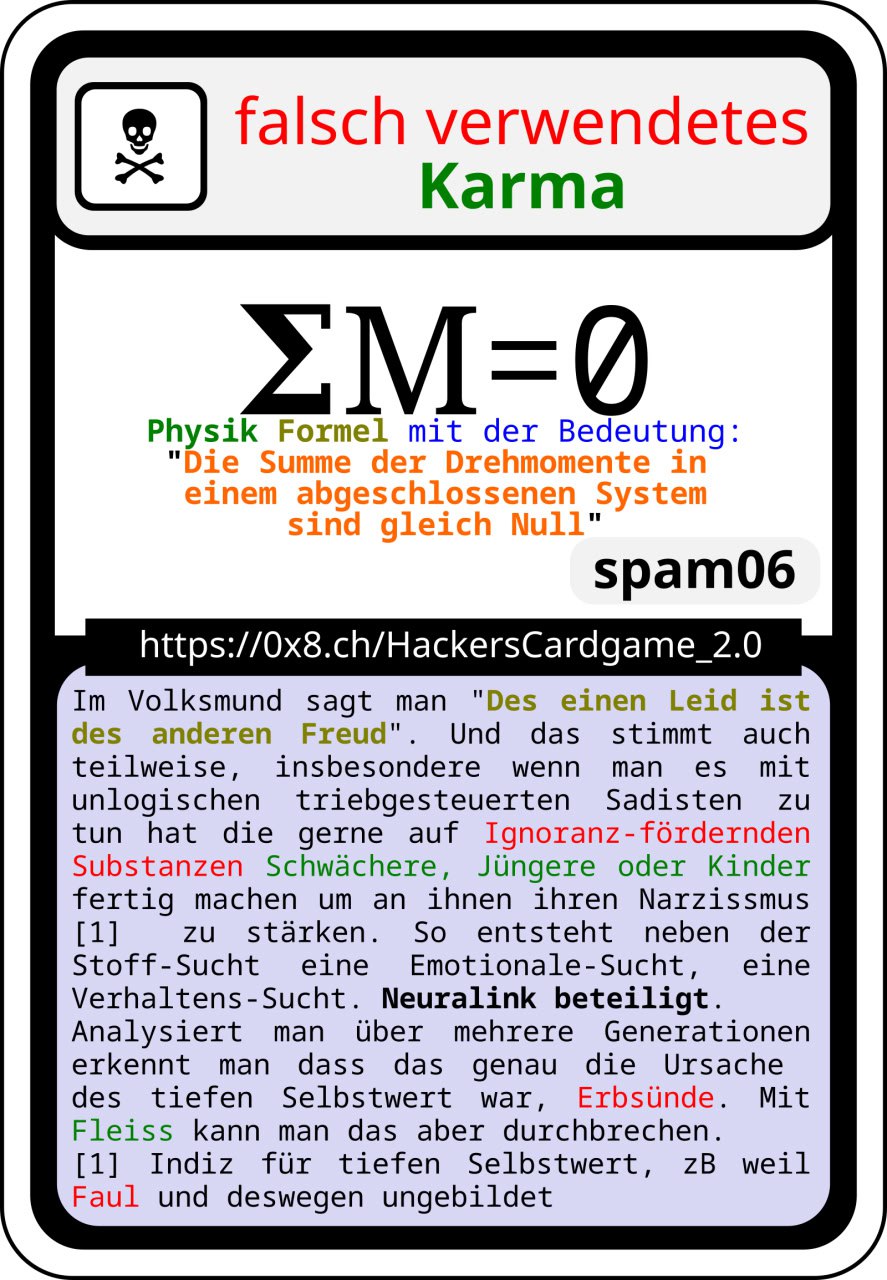 falsch verwendetes
Karma
ΣM=0
Physik Formel mit der Bedeutung:
"Die Summe der Drehmomente in
einem abgeschlossenen System
sind gleich Null"
spam06
https://0x8.ch/HackersCardgame_2.0
Im Volksmund sagt man "Des einen Leid ist
des anderen Freud". Und das stimmt auch
teilweise, insbesondere wenn man es mit
unlogischen triebgesteuerten Sadisten zu
tun hat die gerne auf Ignoranz-fördernden
Substanzen Schwächere, Jüngere oder Kinder
fertig machen um an ihnen ihren Narzissmus
[1] zu stärken. So entsteht neben der
Stoff-Sucht eine Emotionale-Sucht, eine
Verhaltens-Sucht. Neuralink beteiligt.
Analysiert man über mehrere Generationen
erkennt man dass das genau die Ursache
des tiefen Selbstwert war, Erbsünde. Mit
Fleiss kann man das aber durchbrechen.
[1] Indiz für tiefen Selbstwert, zB weil
Faul und deswegen ungebildet